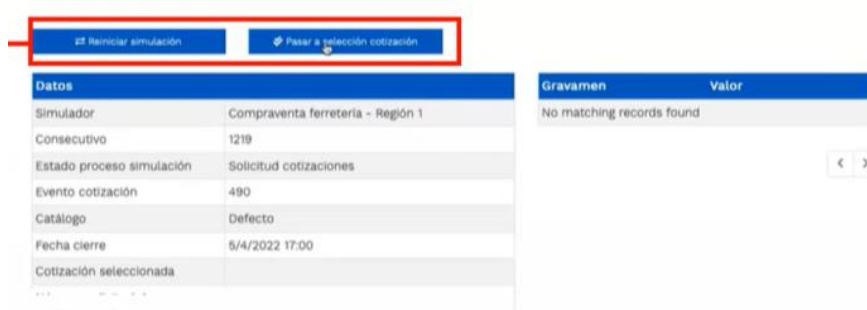 Reiniciar simulación
Pasar a selección cotización
Datos
Simulador Compraventa ferretería - Región 1
Consecutivo 1219
Estado proceso simulación Solicitud cotizaciones
Evento cotización 490
Catálogo Defecto
Fecha cierre 5/4/2022 17:00
Cotización seleccionada
Gravamen Valor
No matching records found